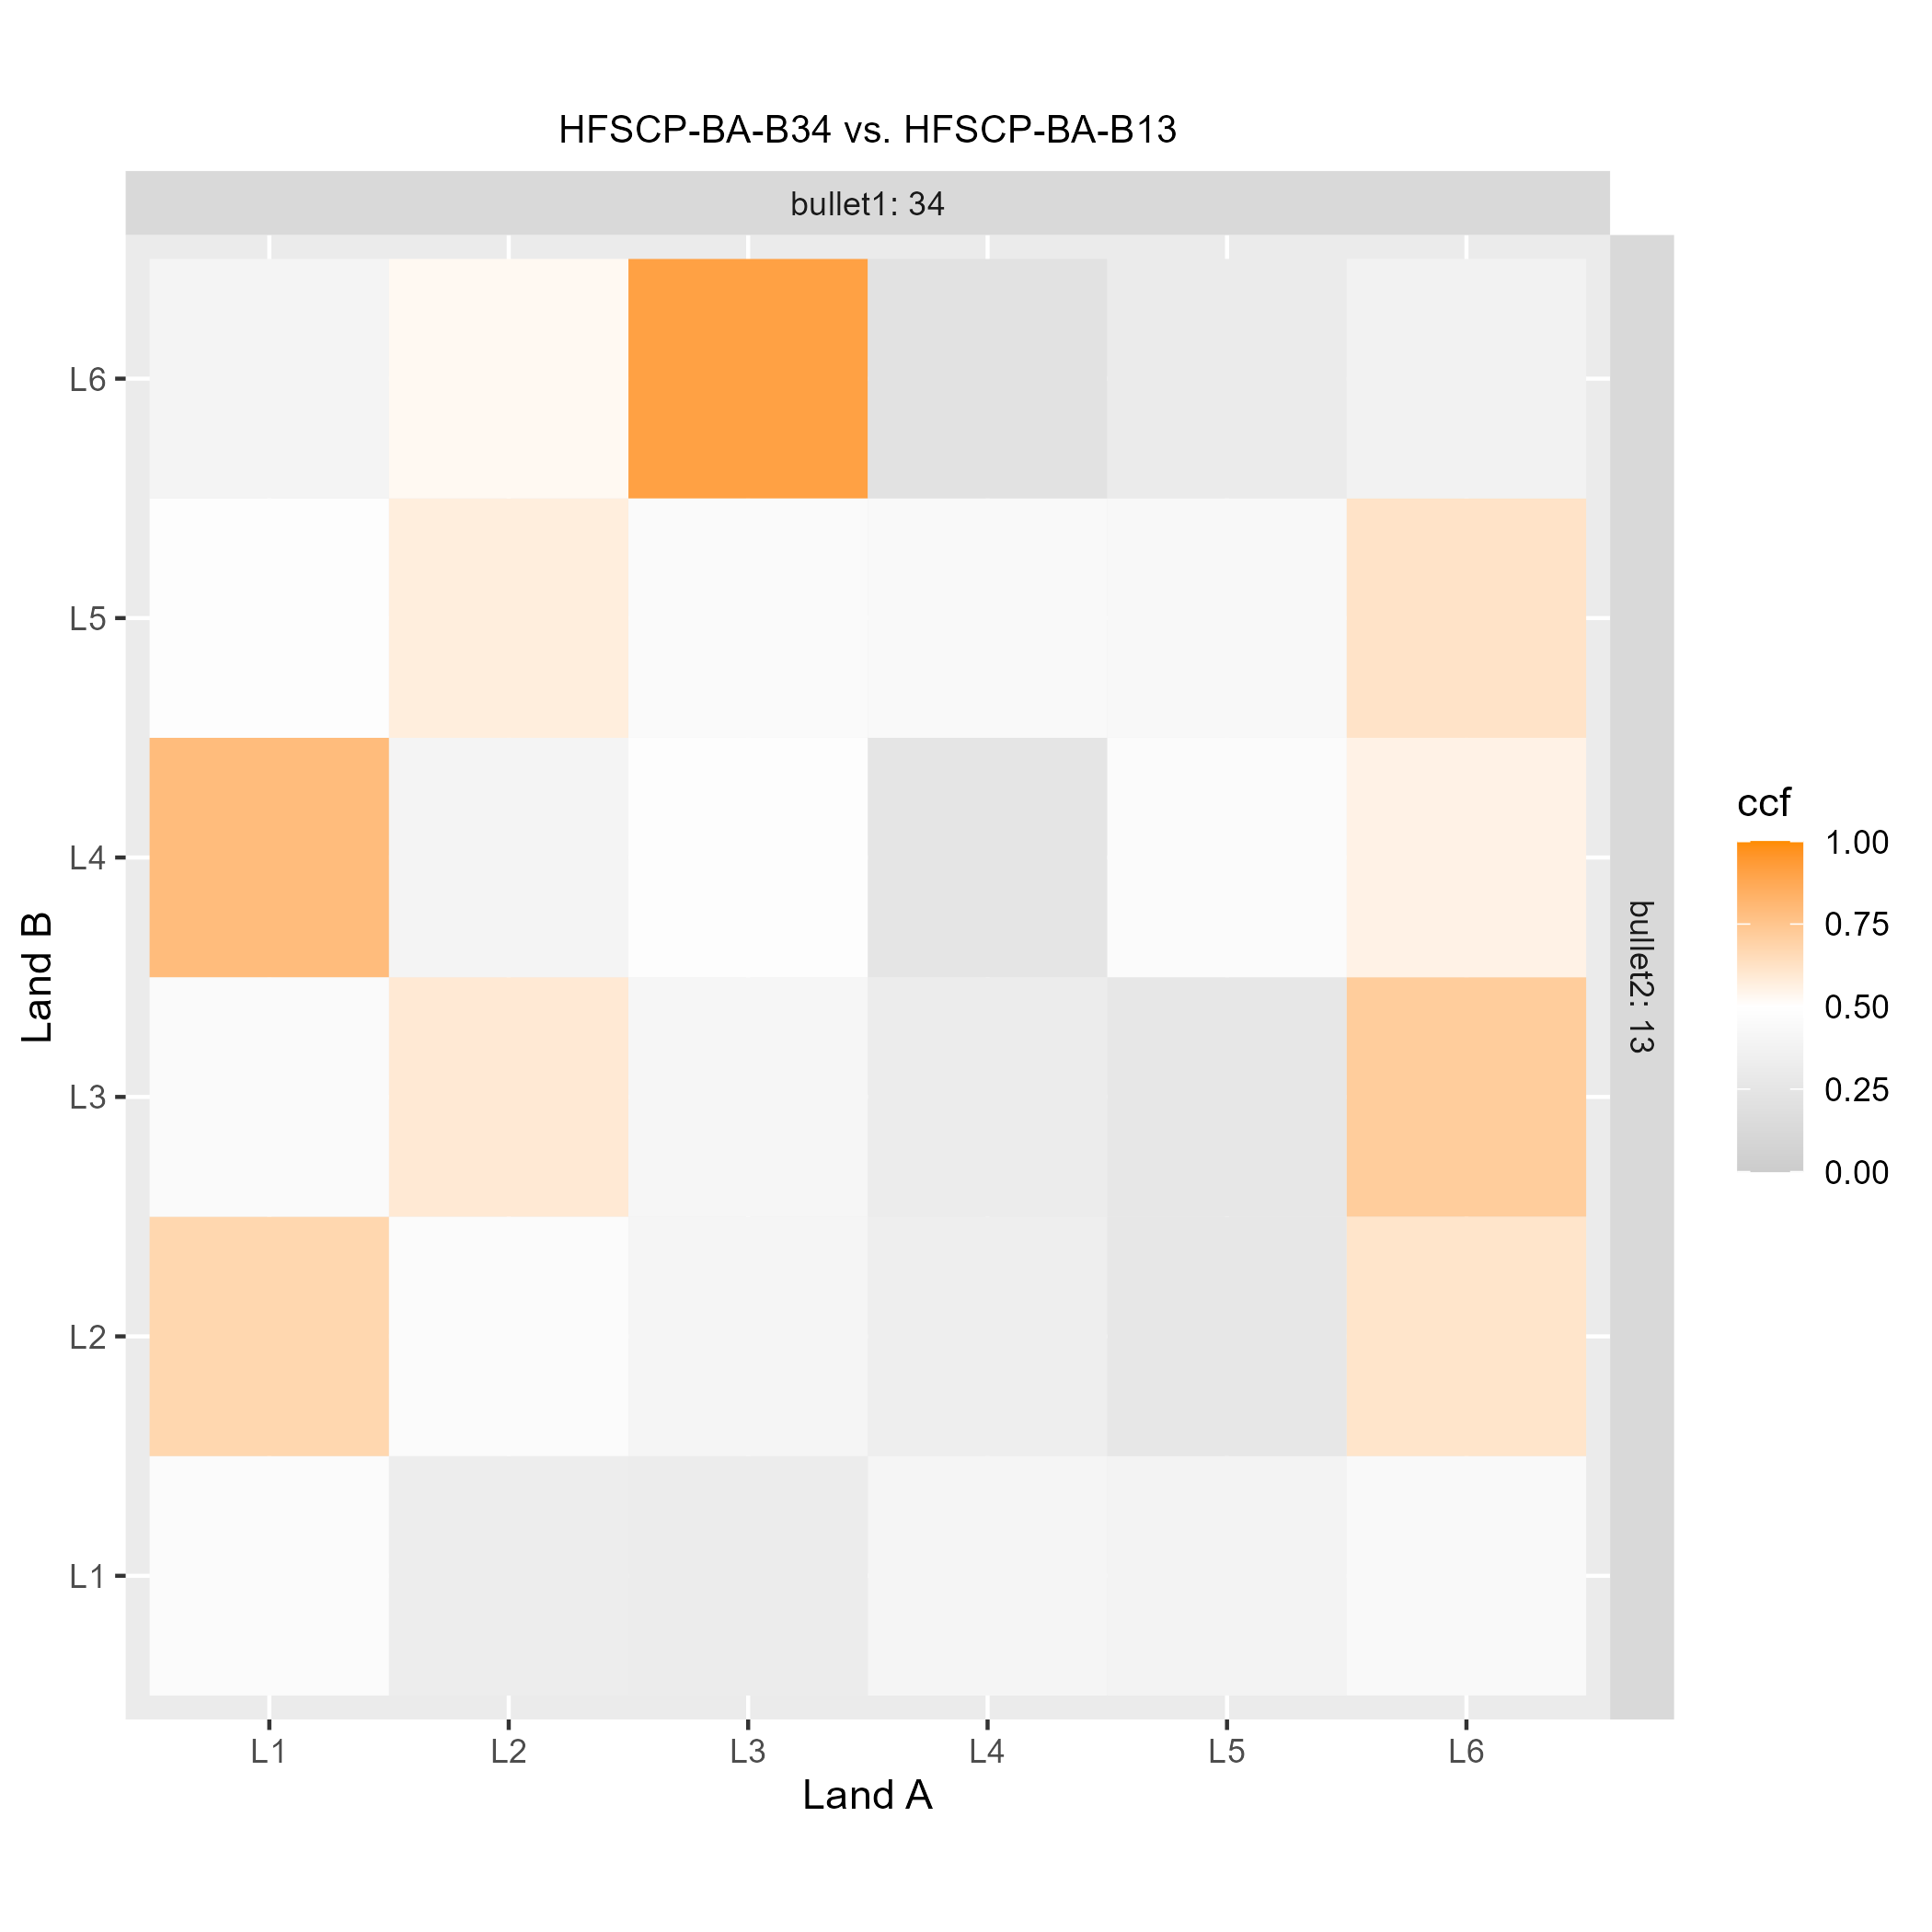 HFSCP-BA-B34 vs. HFSCP-BA-B13
bullet1: 34
L6
L5
L4
L3
L2
L1
Land B
bullet2: 13
L1 L2 L3 L4 L5 L6
Land A
ccf
1.00
0.75
0.50
0.25
0.00